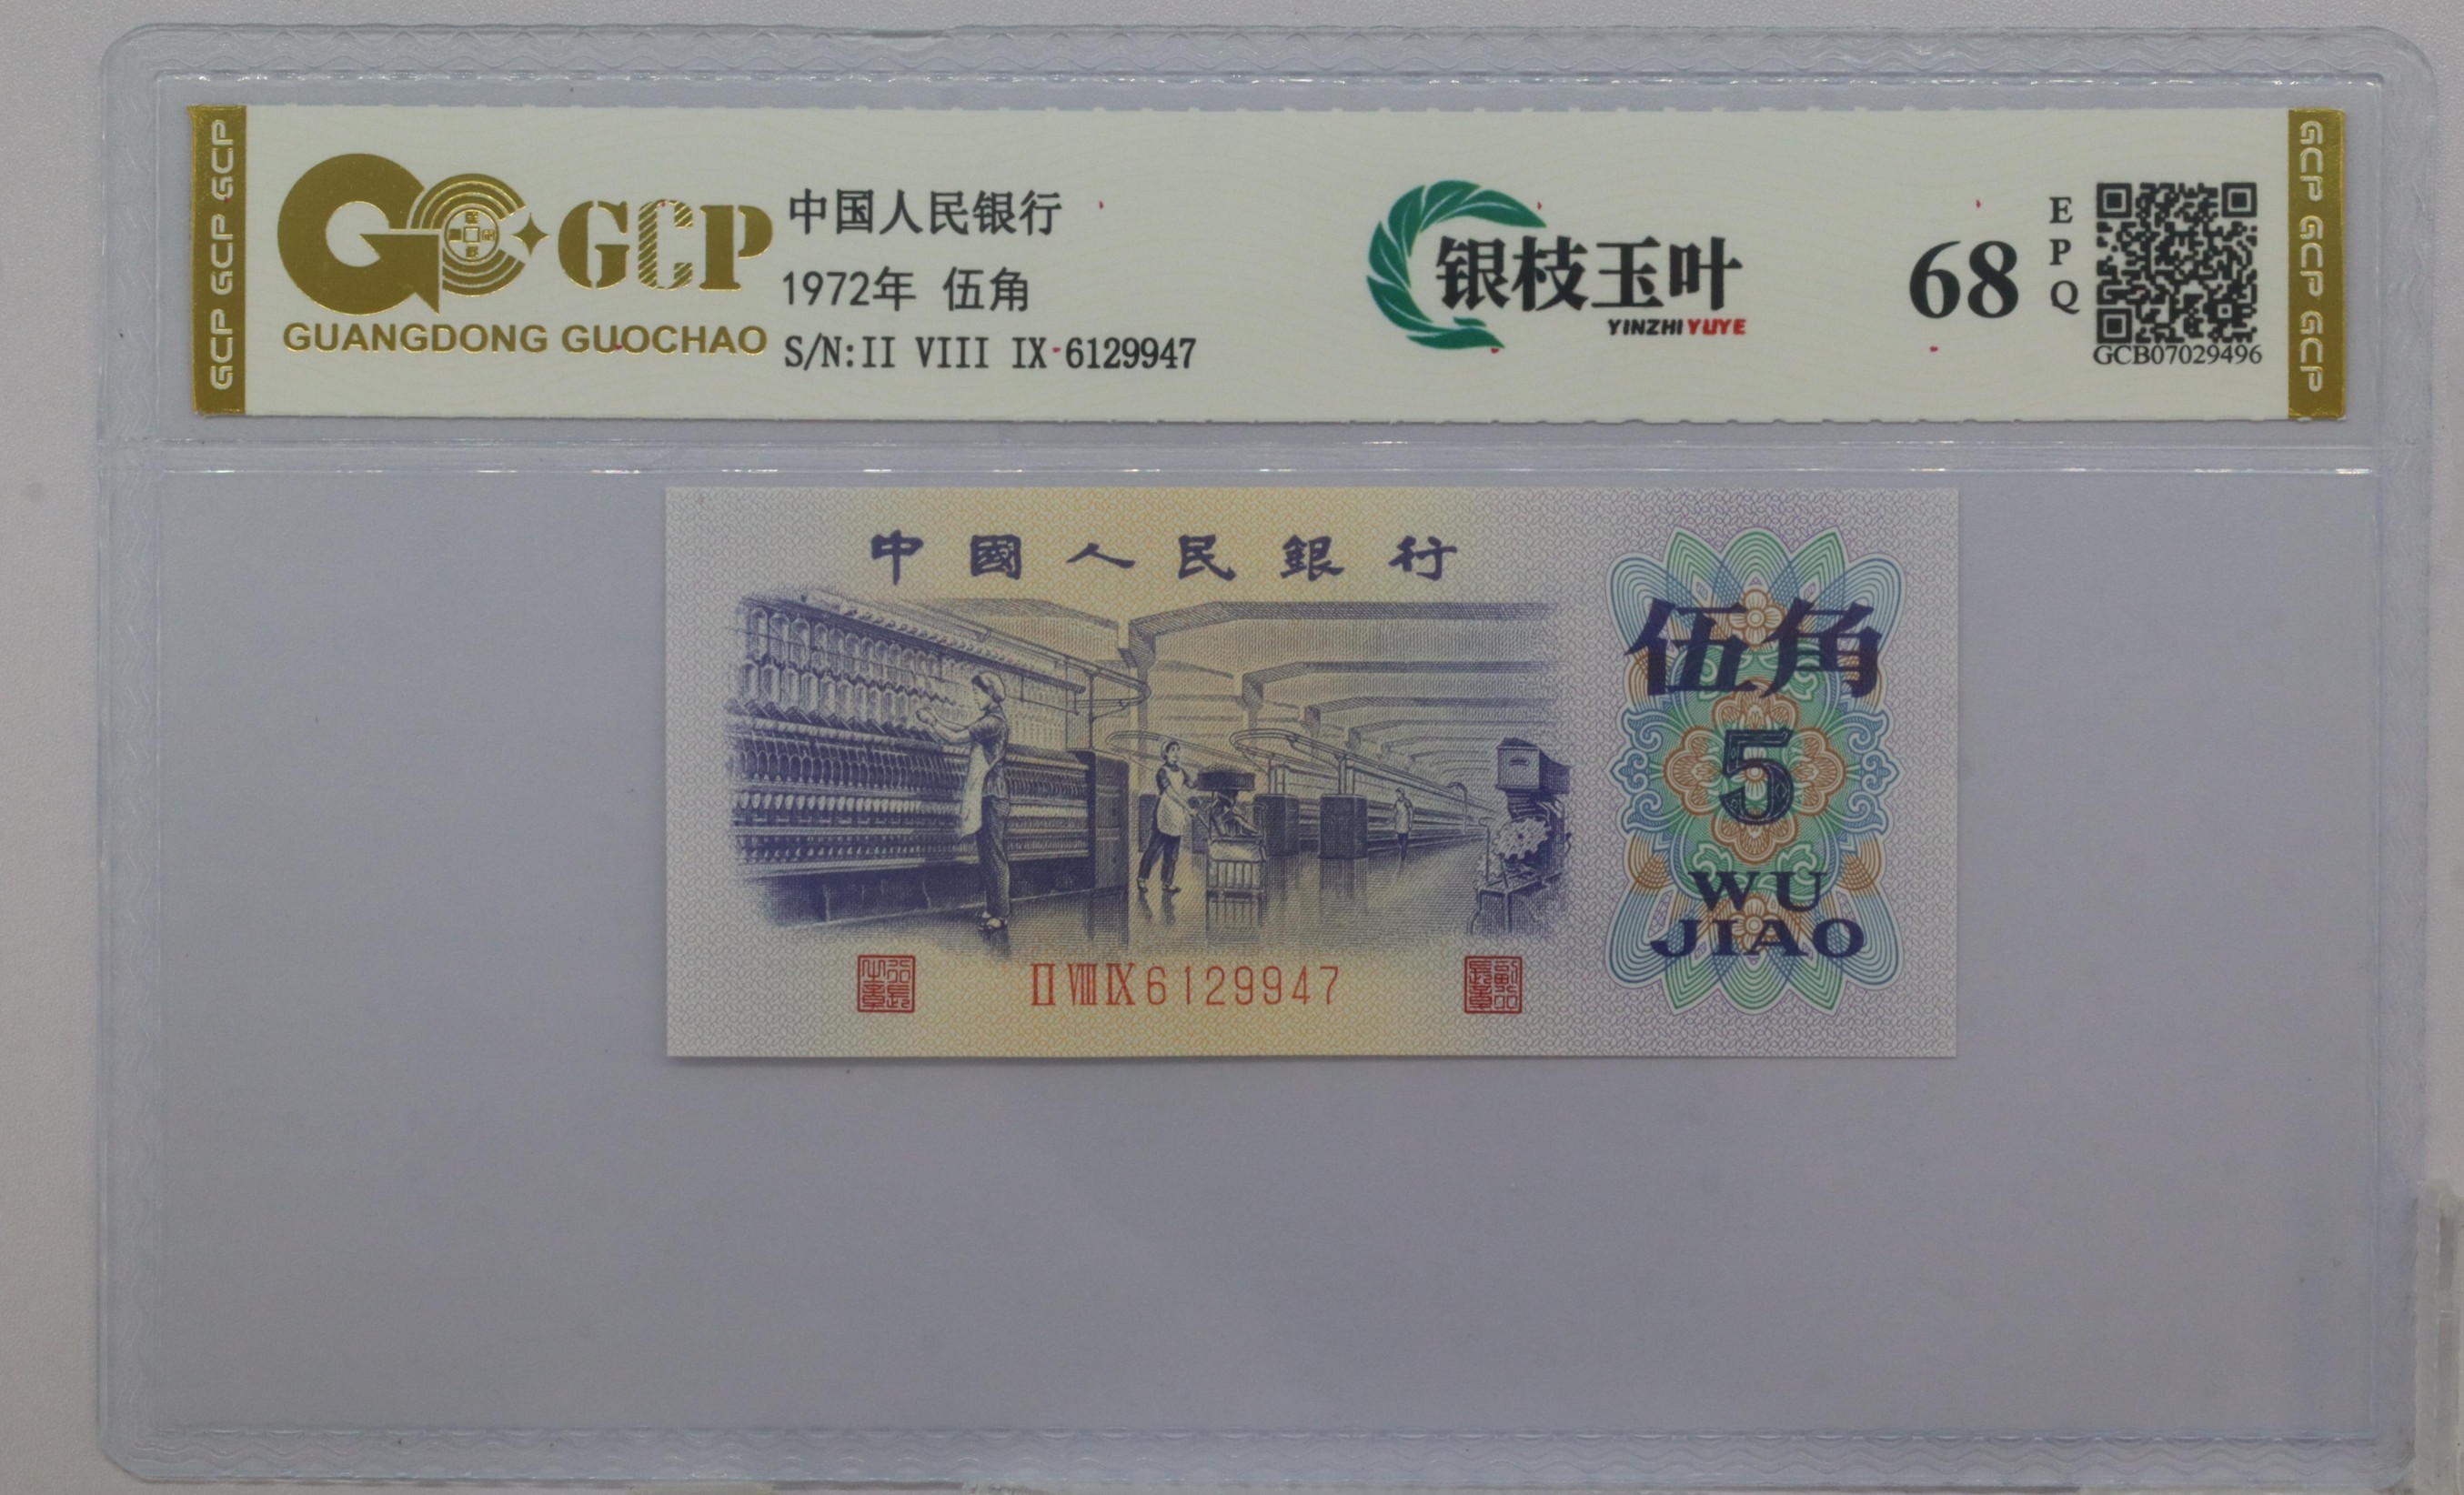 GCP GCP GCP
GCP
GUANGDONG GUOCHAO
中国人民银行
1972年 伍角
S/N:II VIII IX 6129947
银枝玉叶
YINZHI YUYE
68
EPQ
GCB07029496
GCP GCP GCP
中國人民銀行
伍角
5
WU
JIAO
II VIII IX 6129947